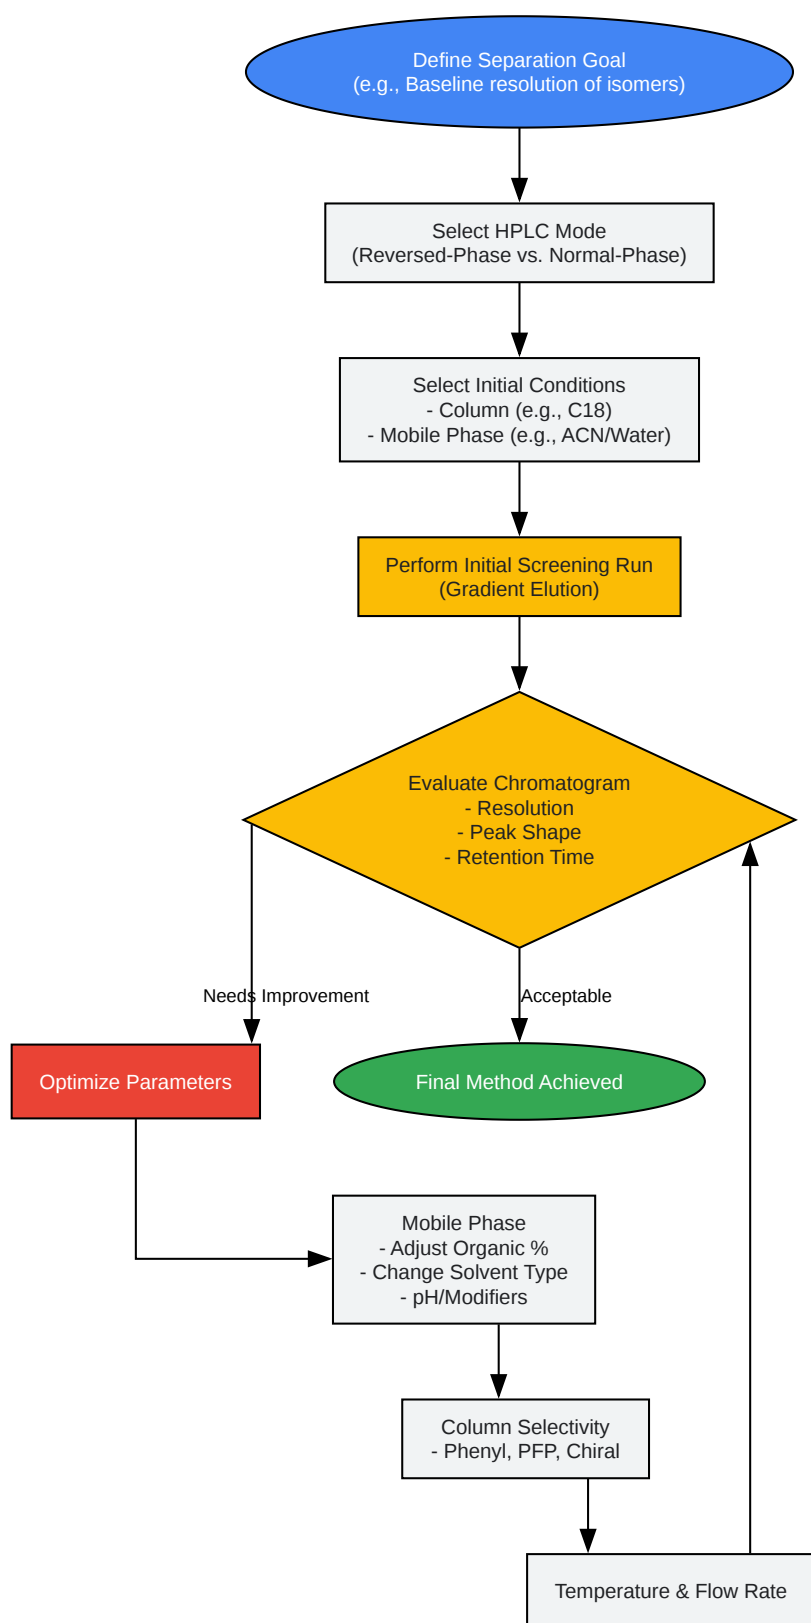 Define Separation Goal
(e.g., Baseline resolution of isomers)
Select HPLC Mode
(Reversed-Phase vs. Normal-Phase)
Select Initial Conditions
- Column (e.g., C18)
- Mobile Phase (e.g., ACN/Water)
Perform Initial Screening Run
(Gradient Elution)
Evaluate Chromatogram
- Resolution
- Peak Shape
- Retention Time
Needs Improvement
Acceptable
Optimize Parameters
Final Method Achieved
Mobile Phase
- Adjust Organic %
- Change Solvent Type
- pH/Modifiers
Column Selectivity
- Phenyl, PFP, Chiral
Temperature & Flow Rate